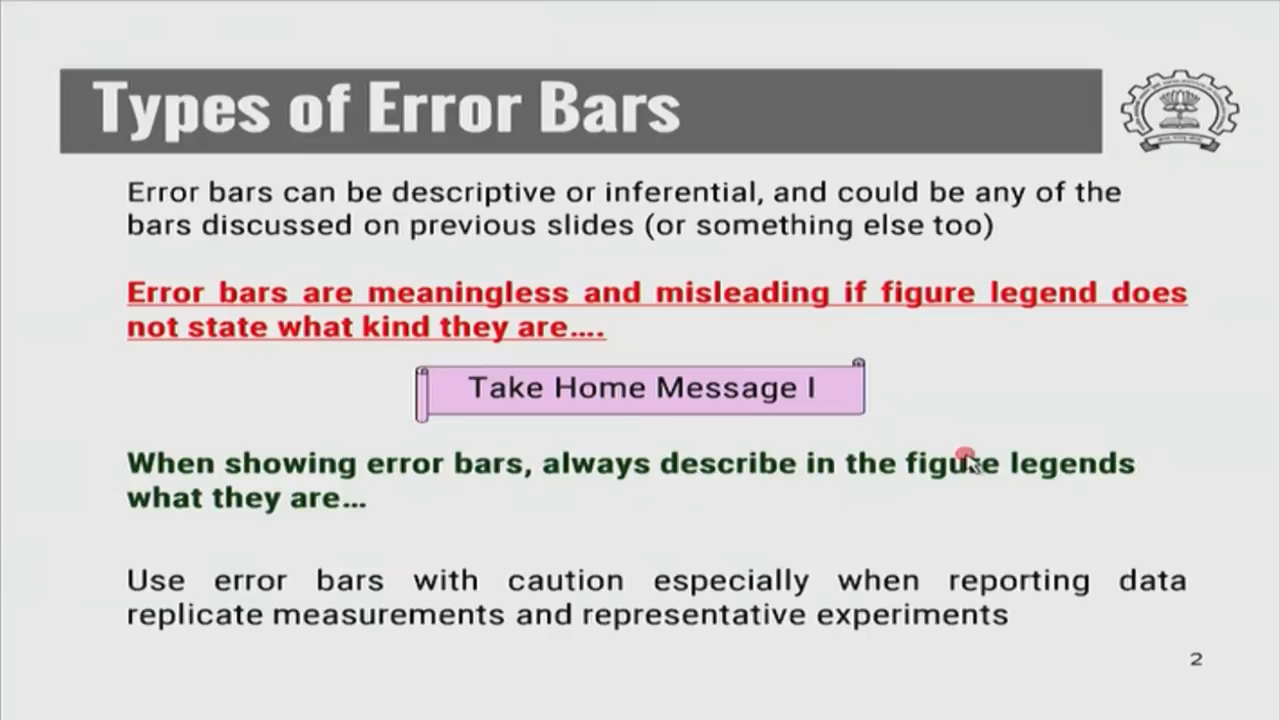 Types of Error Bars
Error bars can be descriptive or inferential, and could be any of the
bars discussed on previous slides (or something else too)
Error bars are meaningless and misleading if figure legend does
not state what kind they are....
Take Home Message I
When showing error bars, always describe in the figure legends
what they are...
Use error bars with caution especially when reporting data
replicate measurements and representative experiments
2